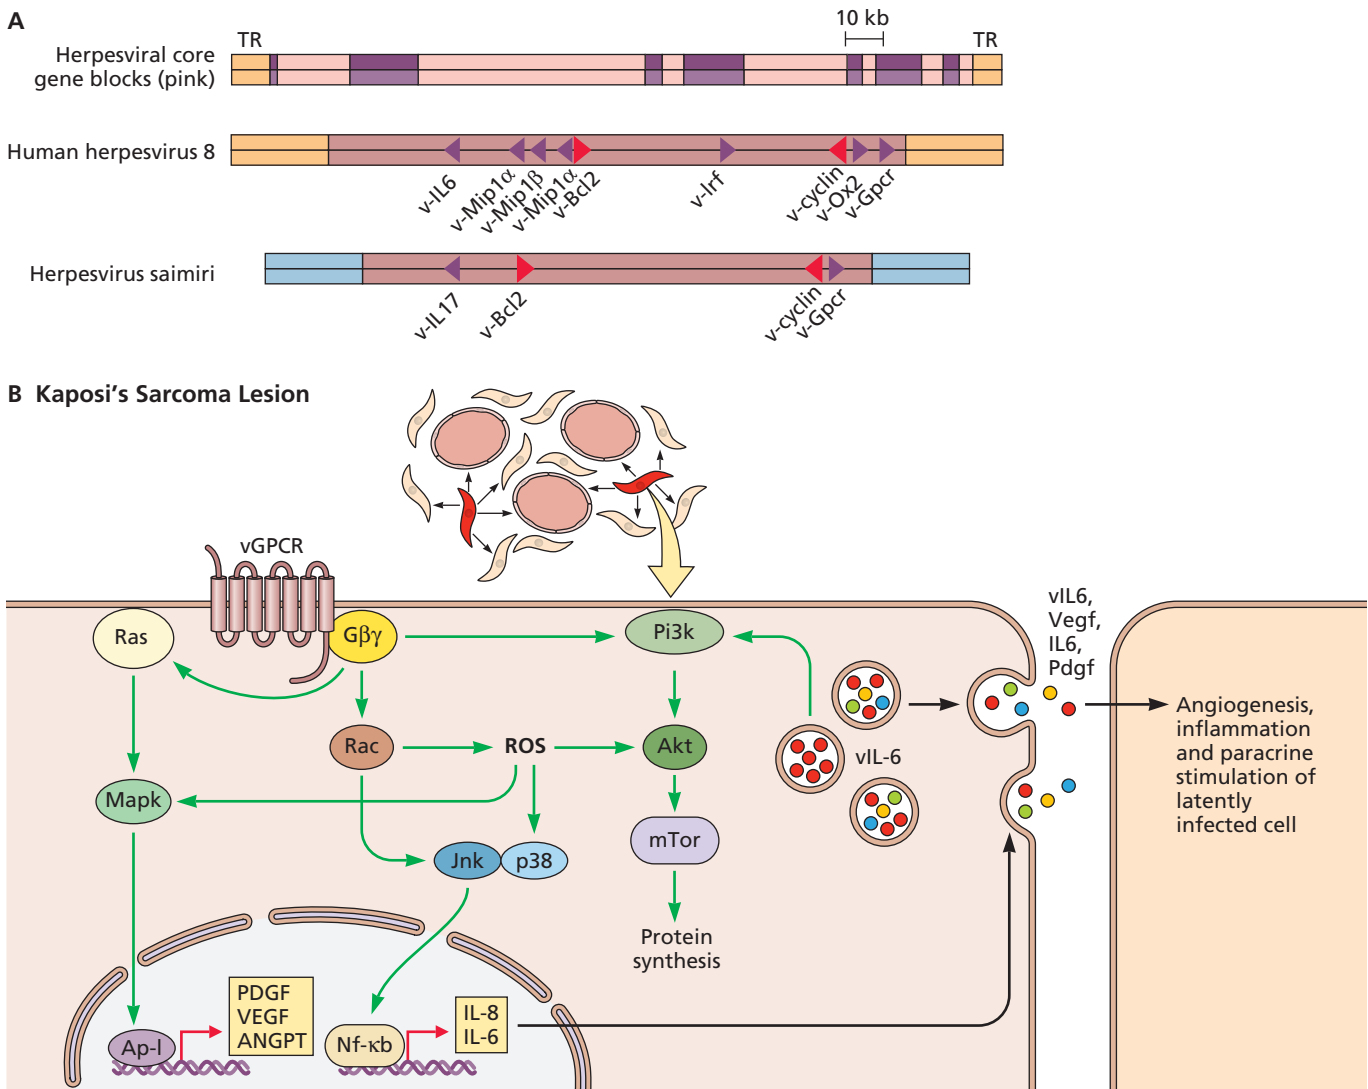 A
10 kb
TR
TR
Herpesviral core
gene blocks (pink)
Human herpesvirus 8
v-IL6
v-Mip1α
v-Mip1β
v-Mip1α
v-Bcl2
v-Irf
v-cyclin
v-Ox2
v-Gpcr
Herpesvirus saimiri
v-IL17
v-Bcl2
v-cyclin
v-Gpcr
B Kaposi's Sarcoma Lesion
vGPCR
Ras
Gβγ
Pi3k
vIL6,
Vegf,
IL6,
Pdgf
Rac
ROS
Akt
vIL-6
Angiogenesis,
inflammation
and paracrine
stimulation of
latently
infected cell
Mapk
Jnk
p38
mTor
Protein
synthesis
PDGF
VEGF
ANGPT
IL-8
IL-6
Ap-I
Nf-κb